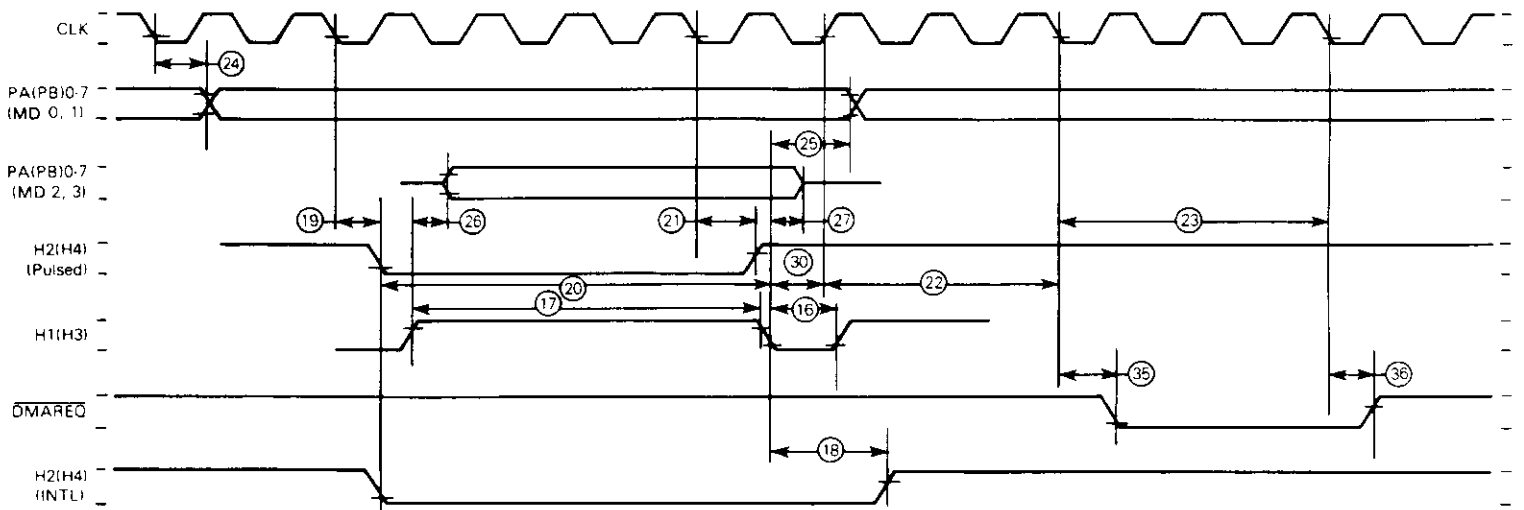 CLK
24
PA(PB)0-7
(MD 0, 1)
25
PA(PB)0-7
(MD 2, 3)
19
26
21
27
23
H2(H4)
(Pulsed)
30
20
22
17
16
H1(H3)
35
36
DMAREQ
18
H2(H4)
(INTL)